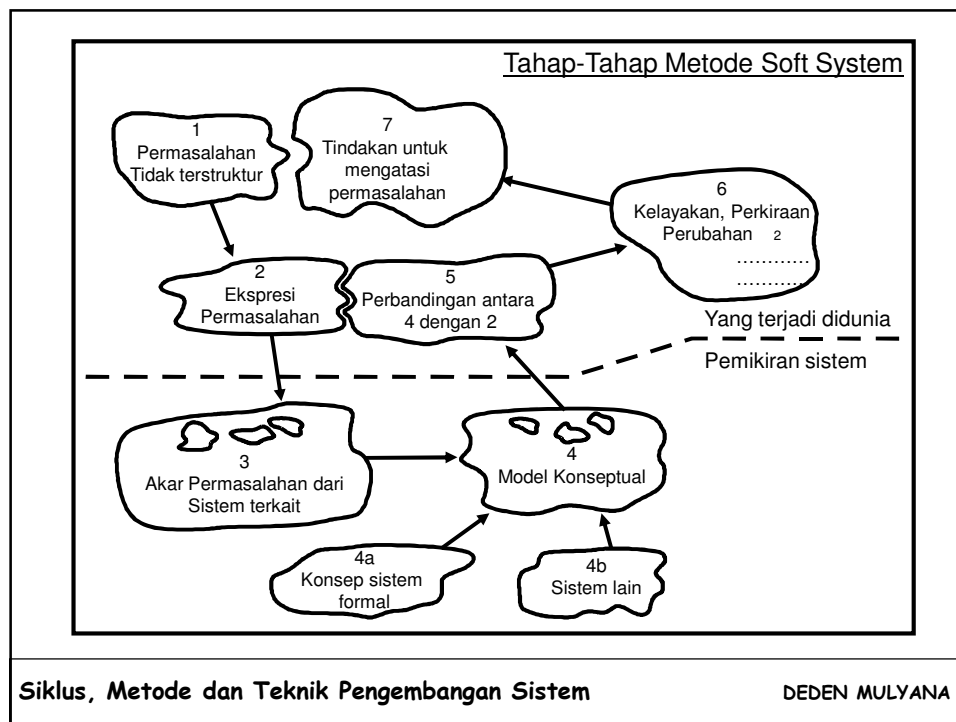 Tahap-Tahap Metode Soft System
1
Permasalahan
Tidak terstruktur
7
Tindakan untuk
mengatasi
permasalahan
6
Kelayakan, Perkiraan
Perubahan 2
............
............
2
Ekspresi
Permasalahan
5
Perbandingan antara
4 dengan 2
Yang terjadi didunia
Pemikiran sistem
3
Akar Permasalahan dari
Sistem terkait
4
Model Konseptual
4a
Konsep sistem
formal
4b
Sistem lain
Siklus, Metode dan Teknik Pengembangan Sistem
DEDEN MULYANA